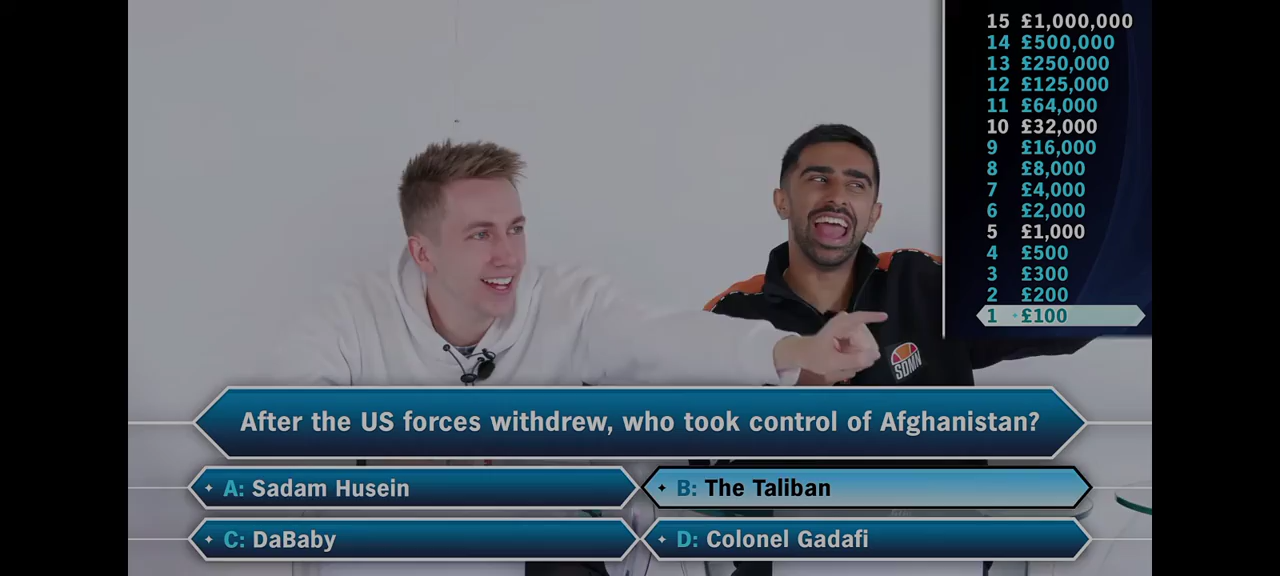 15 £1,000,000
14 £500,000
13 £250,000
12 £125,000
11 £64,000
10 £32,000
9 £16,000
8 £8,000
7 £4,000
6 £2,000
5 £1,000
4 £500
3 £300
2 £200
1 £100
SDMN
After the US forces withdrew, who took control of Afghanistan?
A: Sadam Husein
B: The Taliban
C: DaBaby
D: Colonel Gadafi